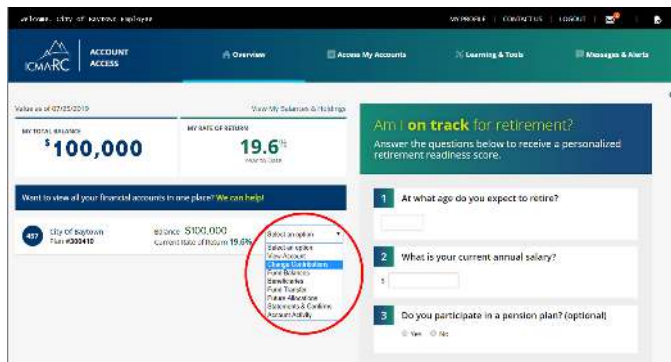 Welcome, City of Baytown Employee
MY PROFILE | CONTACT US | LOGOUT
ICMARC
ACCOUNT ACCESS
Overview
Access My Accounts
Learning & Tools
Messages & Alerts
Value as of 07/25/2019
View My Balances & Holdings
MY TOTAL BALANCE
$100,000
MY RATE OF RETURN
19.6%
Year to Date
Want to view all your financial accounts in one place? We can help!
457
City Of Baytown
Plan #300410
Balance $100,000
Current Rate of Return 19.6%
Select an option
Select an option
View Account
Change Contributions
Fund Balances
Beneficiaries
Fund Transfer
Future Allocations
Statements & Confirms
Account Activity
Am I on track for retirement?
Answer the questions below to receive a personalized
retirement readiness score.
1 At what age do you expect to retire?
2 What is your current annual salary?
$
3 Do you participate in a pension plan? (optional)
Yes No